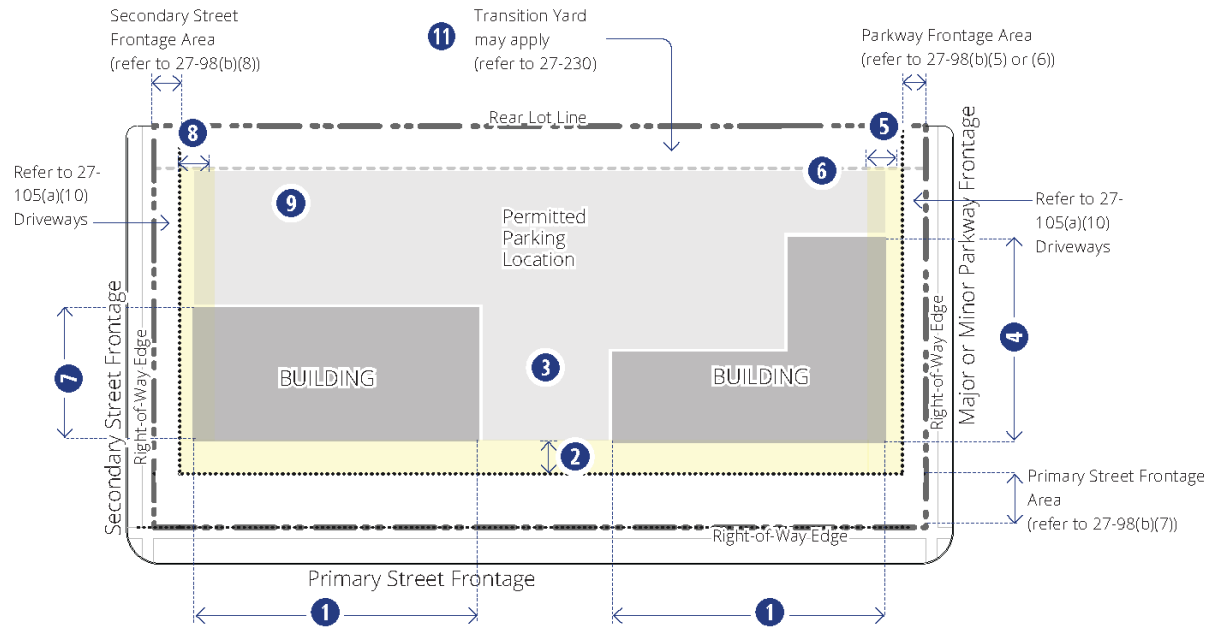 Secondary Street
Frontage Area
(refer to 27-98(b)(8))
11
Transition Yard
may apply
(refer to 27-230)
Parkway Frontage Area
(refer to 27-98(b)(5) or (6))
Rear Lot Line
8
5
6
9
Refer to 27-
105(a)(10)
Driveways
Permitted
Parking
Location
Refer to 27-
105(a)(10)
Driveways
Major or Minor Parkway Frontage
Right-of-Way Edge
4
Secondary Street Frontage
Right-of-Way Edge
7
BUILDING
3
BUILDING
2
Primary Street Frontage
Area
(refer to 27-98(b)(7))
Right-of-Way Edge
Primary Street Frontage
1
1